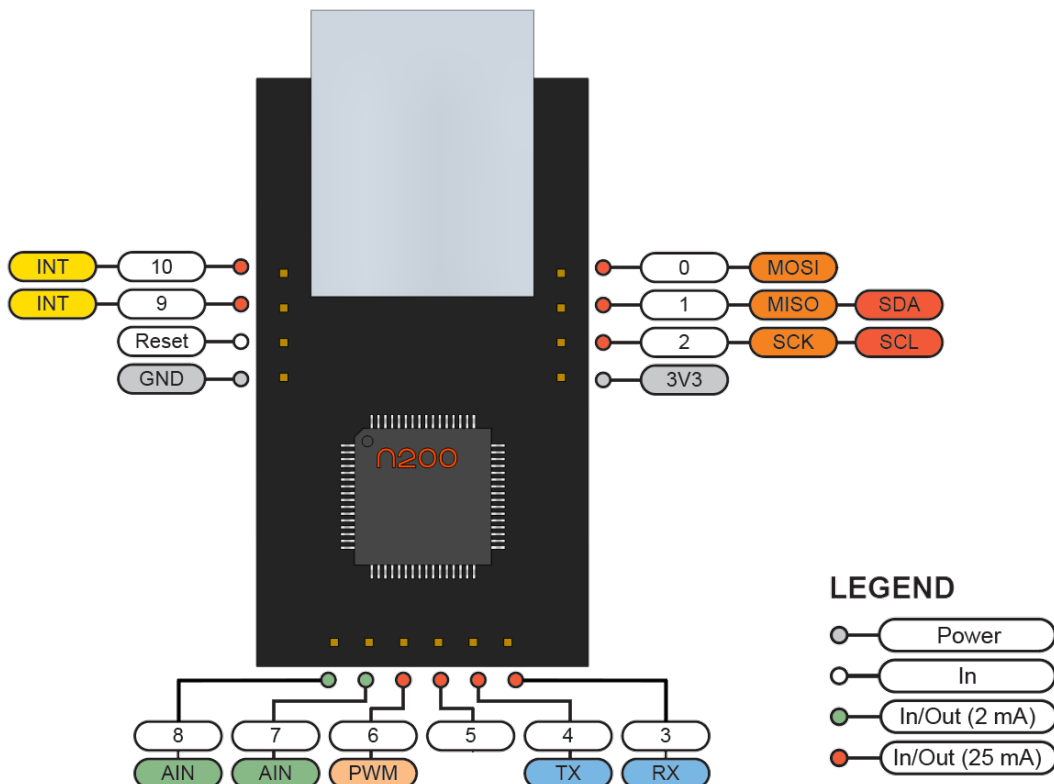 INT 10 0 MOSI
INT 9 1 MISO SDA
Reset 2 SCK SCL
GND 3V3
n200
LEGEND
Power
In
In/Out (2 mA)
In/Out (25 mA)
8 7 6 5 4 3
AIN AIN PWM TX RX